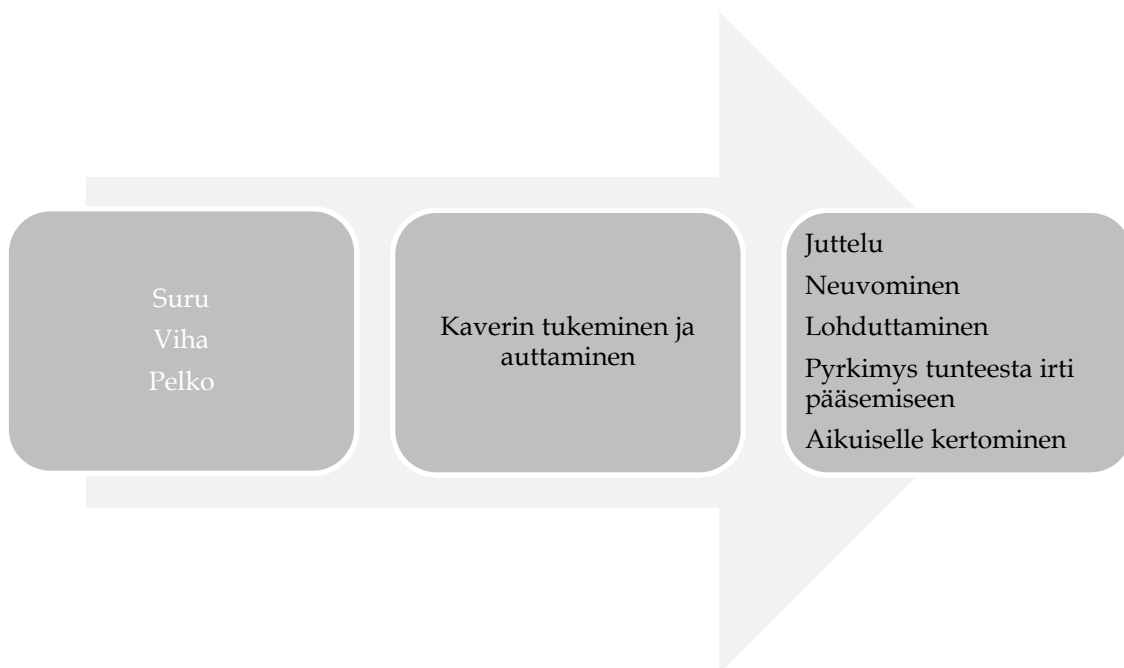 Suru
Viha
Pelko
Kaverin tukeminen ja
auttaminen
Juttelu
Neuvominen
Lohduttaminen
Pyrkimys tunteesta irti
pääsemiseen
Aikuiselle kertominen